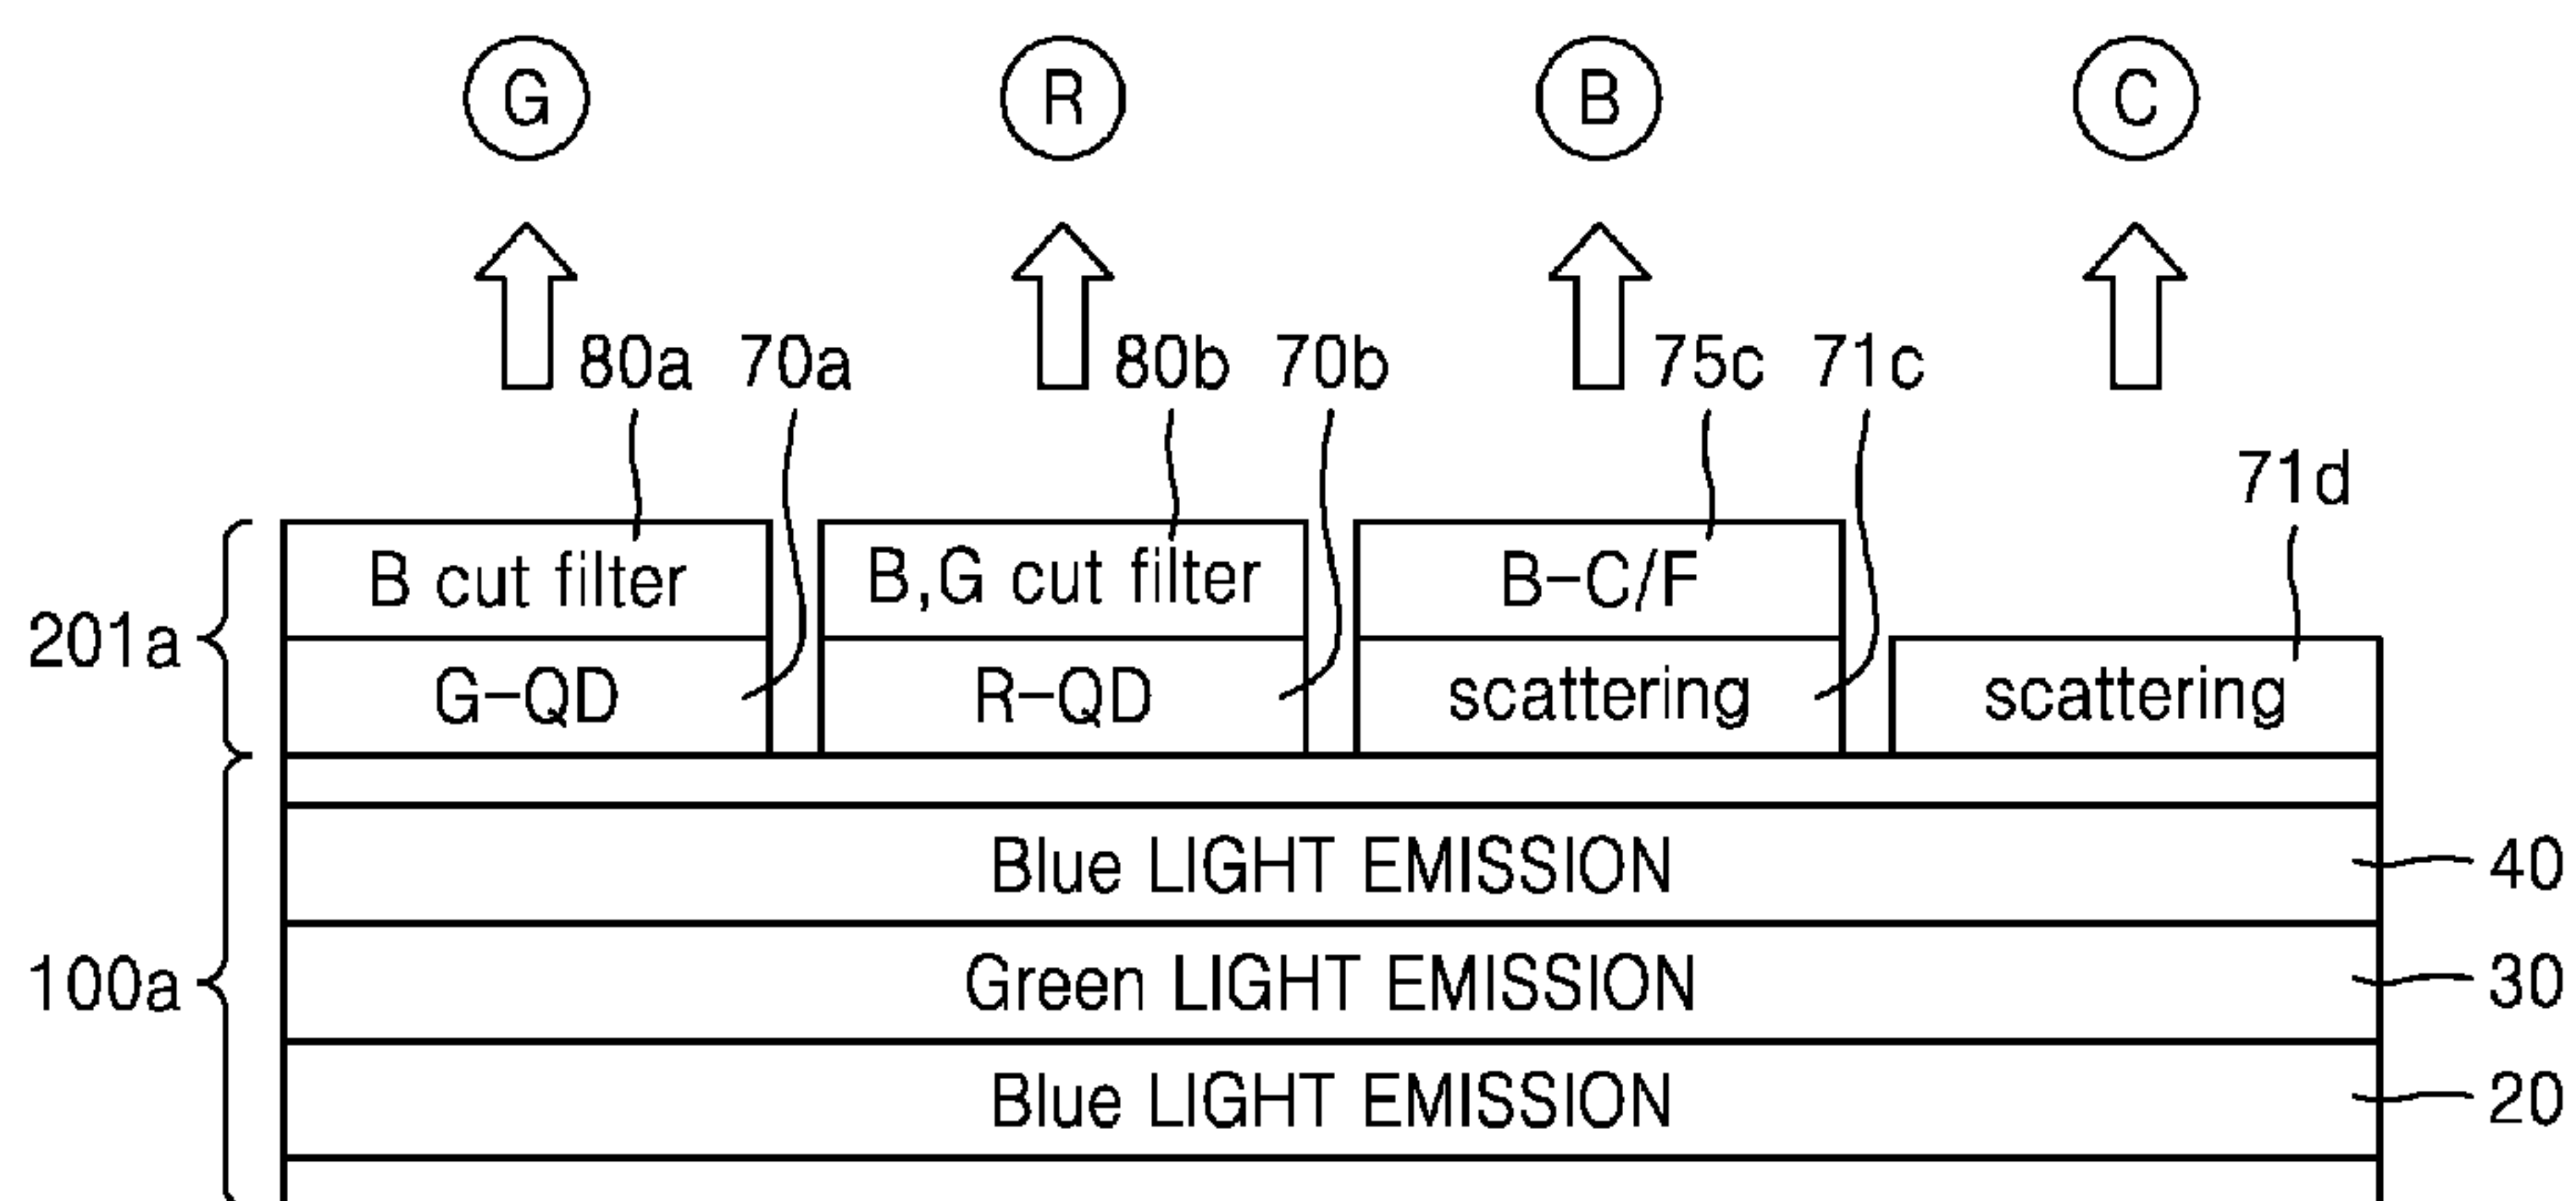 G R B C
80a 70a 80b 70b 75c 71c
71d
B cut filter B,G cut filter B-C/F
201a
G-QD R-QD scattering scattering
Blue LIGHT EMISSION 40
100a Green LIGHT EMISSION 30
Blue LIGHT EMISSION 20